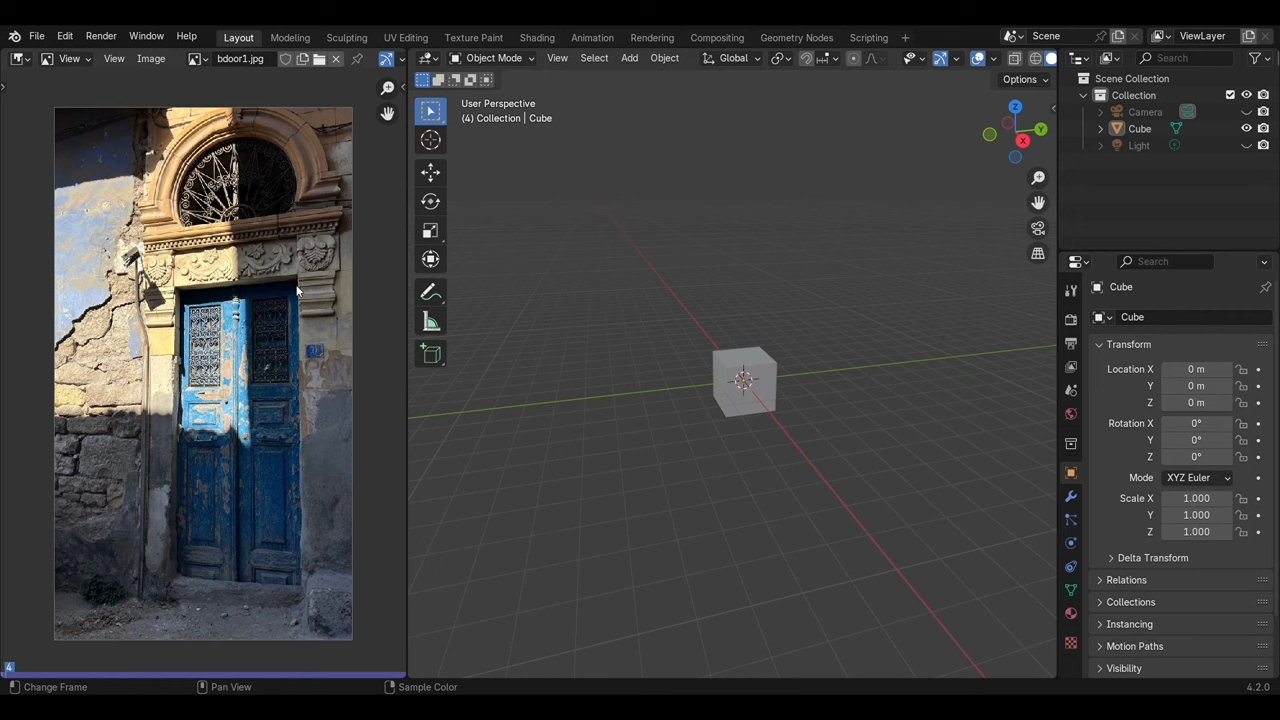 File Edit Render Window Help Layout Modeling Sculpting UV Editing Texture Paint Shading Animation Rendering Compositing Geometry Nodes Scripting + Scene ViewLayer
View View Image bdoor1.jpg Object Mode View Select Add Object Global Search
Options
Scene Collection
Collection
Camera
Cube
Light
User Perspective
(4) Collection | Cube
Z
Y
X
Search
Cube
Cube
Transform
Location X 0 m
Y 0 m
Z 0 m
Rotation X 0°
Y 0°
Z 0°
Mode XYZ Euler
Scale X 1.000
Y 1.000
Z 1.000
Delta Transform
Relations
Collections
Instancing
Motion Paths
Visibility
4
Change Frame Pan View Sample Color 4.2.0